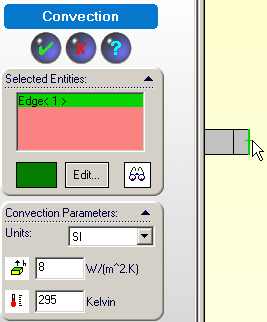 Convection
?
Selected Entities:
Edge< 1 >
Edit...
Convection Parameters:
Units: SI
h 8 W/(m^2.K)
295 Kelvin